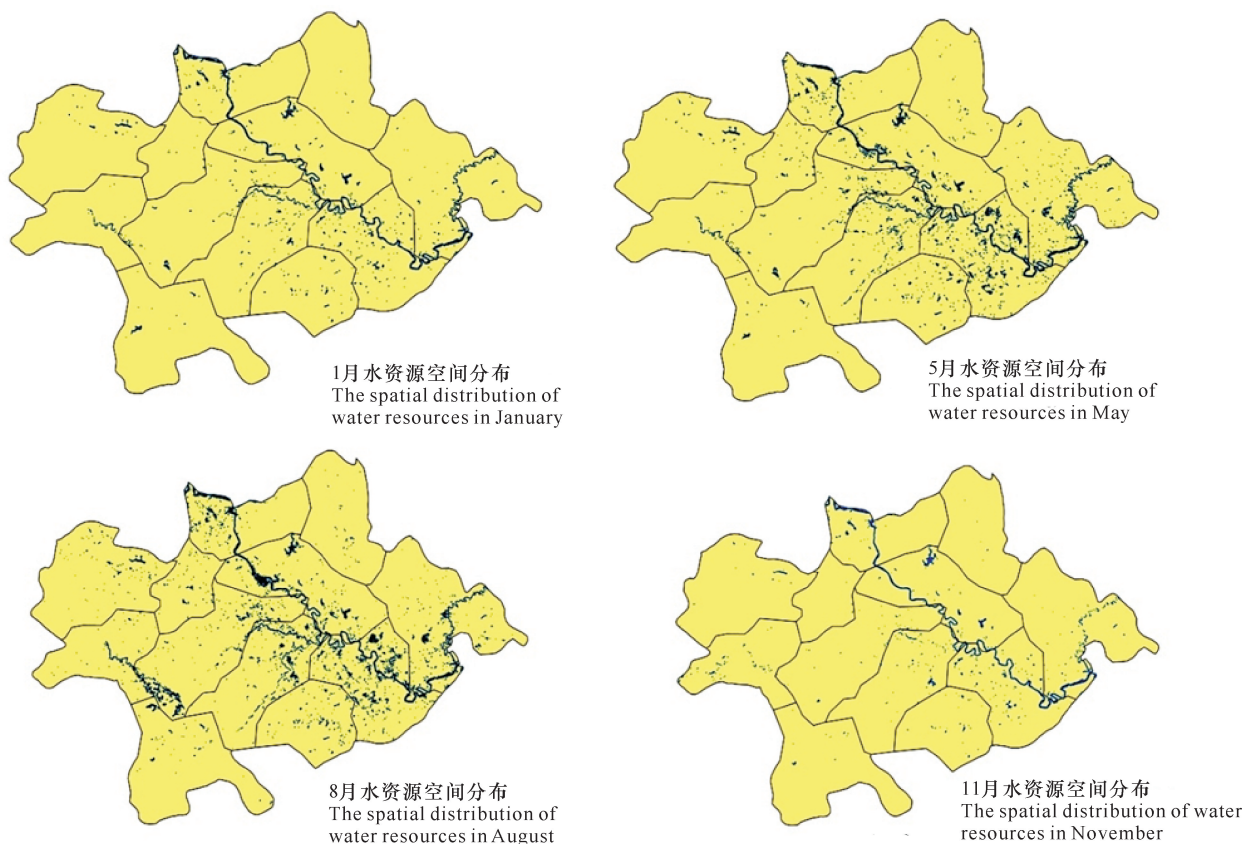 1月水资源空间分布
The spatial distribution of
water resources in January
5月水资源空间分布
The spatial distribution of
water resources in May
8月水资源空间分布
The spatial distribution of
water resources in August
11月水资源空间分布
The spatial distribution of water
resources in November